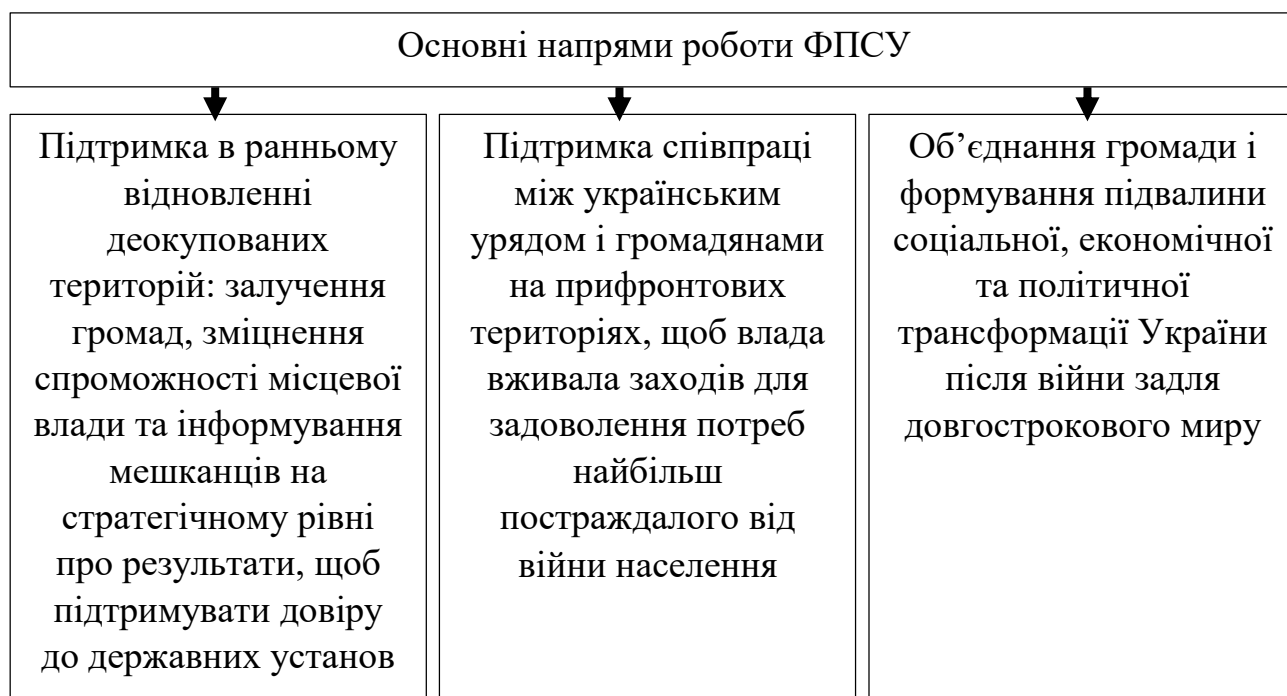 Основні напрями роботи ФПСУ
Підтримка в ранньому
відновленні
деокупованих
територій: залучення
громад, зміцнення
спроможності місцевої
влади та інформування
мешканців на
стратегічному рівні
про результати, щоб
підтримувати довіру
до державних установ
Підтримка співпраці
між українським
урядом і громадянами
на прифронтових
територіях, щоб влада
вживала заходів для
задоволення потреб
найбільш
постраждалого від
війни населення
Об’єднання громади і
формування підвалини
соціальної, економічної
та політичної
трансформації України
після війни задля
довгострокового миру